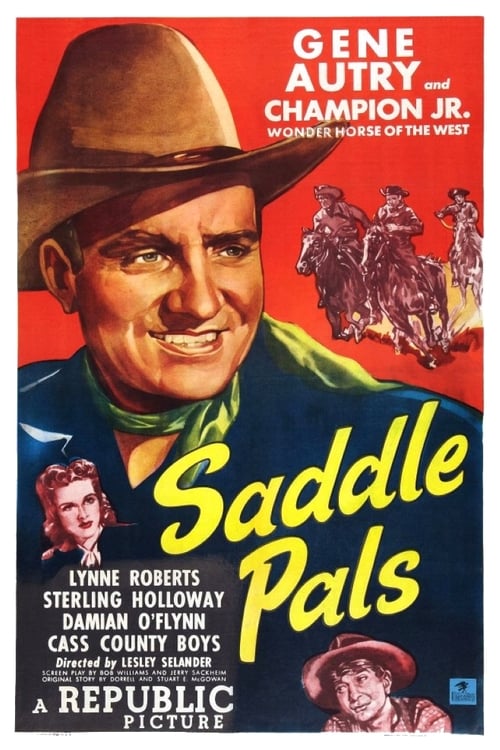 GENE
AUTRY and
CHAMPION JR.
WONDER HORSE OF THE WEST
Saddle
Pals
LYNNE ROBERTS
STERLING HOLLOWAY
DAMIAN O'FLYNN
CASS COUNTY BOYS
Directed by LESLEY SELANDER
SCREEN PLAY BY BOB WILLIAMS AND JERRY SACKHEIM
ORIGINAL STORY BY DORRELL AND STUART E. McGOWAN
A REPUBLIC
PICTURE